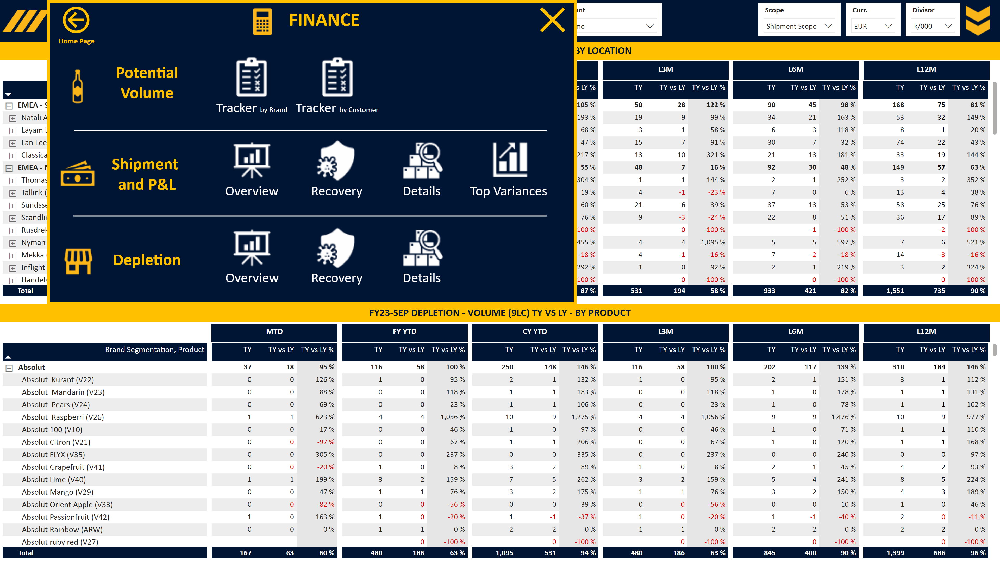 Home Page
FINANCE
Potential
Volume
Tracker by Brand
Tracker by Customer
Shipment
and P&L
Overview
Recovery
Details
Top Variances
Depletion
Overview
Recovery
Details
Scope
Shipment Scope
Curr.
EUR
Divisor
k/000
BY LOCATION
L3M L6M L12M
LY % TY TY vs LY TY vs LY % TY TY vs LY TY vs LY % TY TY vs LY TY vs LY %
EMEA - 105 % 50 28 122 % 90 45 98 % 168 75 81 %
Natali 193 % 19 9 99 % 34 21 163 % 53 32 149 %
Layam 68 % 3 1 58 % 6 3 118 % 8 1 20 %
Lan Lee 47 % 15 7 91 % 30 7 32 % 74 22 43 %
Classica 217 % 13 10 321 % 21 13 181 % 33 19 144 %
EMEA - 55 % 48 7 16 % 92 30 48 % 149 57 63 %
Thomas 304 % 1 1 144 % 2 1 252 % 3 2 352 %
Tallink ( 19 % 4 -1 -23 % 7 0 6 % 13 4 38 %
Sundsse 60 % 21 6 39 % 37 13 53 % 58 25 76 %
Scandlin 76 % 9 -3 -24 % 22 8 51 % 36 17 89 %
Rusdrek 100 % 0 -100 % -1 -100 % -2 -100 %
Nyman 455 % 4 4 1,095 % 5 5 597 % 7 6 521 %
Mekka -18 % 4 -1 -16 % 7 -2 -18 % 14 -3 -16 %
Inflight 292 % 1 0 92 % 2 1 219 % 3 2 324 %
Handels 100 % 0 -100 % 0 -100 % 0 -100 %
Total 87 % 531 194 58 % 933 421 82 % 1,551 735 90 %
FY23-SEP DEPLETION - VOLUME (9LC) TY VS LY - BY PRODUCT
MTD FY YTD CY YTD L3M L6M L12M
Brand Segmentation, Product TY TY vs LY TY vs LY % TY TY vs LY TY vs LY % TY TY vs LY TY vs LY % TY TY vs LY TY vs LY % TY TY vs LY TY vs LY % TY TY vs LY TY vs LY %
Absolut 37 18 95 % 116 58 100 % 250 148 146 % 116 58 100 % 202 117 139 % 310 184 146 %
Absolut Kurant (V22) 0 0 126 % 1 0 95 % 2 1 132 % 1 0 95 % 2 1 151 % 3 1 112 %
Absolut Mandarin (V23) 0 0 88 % 0 0 118 % 1 1 183 % 0 0 118 % 1 0 178 % 1 1 131 %
Absolut Pears (V24) 0 0 69 % 0 0 23 % 1 1 106 % 0 0 23 % 1 0 78 % 1 1 102 %
Absolut Raspberri (V26) 1 1 623 % 4 4 1,056 % 10 9 1,275 % 4 4 1,056 % 9 9 1,476 % 10 9 977 %
Absolut 100 (V10) 0 0 17 % 0 0 46 % 1 0 97 % 0 0 46 % 1 0 71 % 1 1 110 %
Absolut Citron (V21) 0 0 -97 % 0 0 67 % 1 1 206 % 0 0 67 % 1 0 120 % 1 1 168 %
Absolut ELYX (V35) 0 0 305 % 0 0 237 % 0 0 335 % 0 0 237 % 0 0 240 % 0 0 97 %
Absolut Grapefruit (V41) 0 0 -20 % 1 0 8 % 3 2 89 % 1 0 8 % 2 1 45 % 4 2 93 %
Absolut Lime (V40) 1 1 199 % 3 2 159 % 7 5 262 % 3 2 159 % 5 4 241 % 8 5 224 %
Absolut Mango (V29) 0 0 47 % 1 1 76 % 3 2 175 % 1 1 76 % 3 2 150 % 4 3 189 %
Absolut Orient Apple (V33) 0 0 -82 % 0 0 -56 % 0 0 39 % 0 0 -56 % 0 0 10 % 1 0 46 %
Absolut Passionfruit (V42) 1 0 163 % 1 0 -20 % 1 -1 -37 % 1 0 -20 % 1 -1 -40 % 2 0 -11 %
Absolut Rainbow (ARW) 0 0 0 % 1 1 0 % 2 2 0 % 1 1 0 % 2 2 0 % 2 2 0 %
Absolut ruby red (V27) 0 -100 % 0 -100 % 0 -100 % 0 -100 % 0 -100 %
Total 167 63 60 % 480 186 63 % 1,095 531 94 % 480 186 63 % 845 400 90 % 1,399 686 96 %